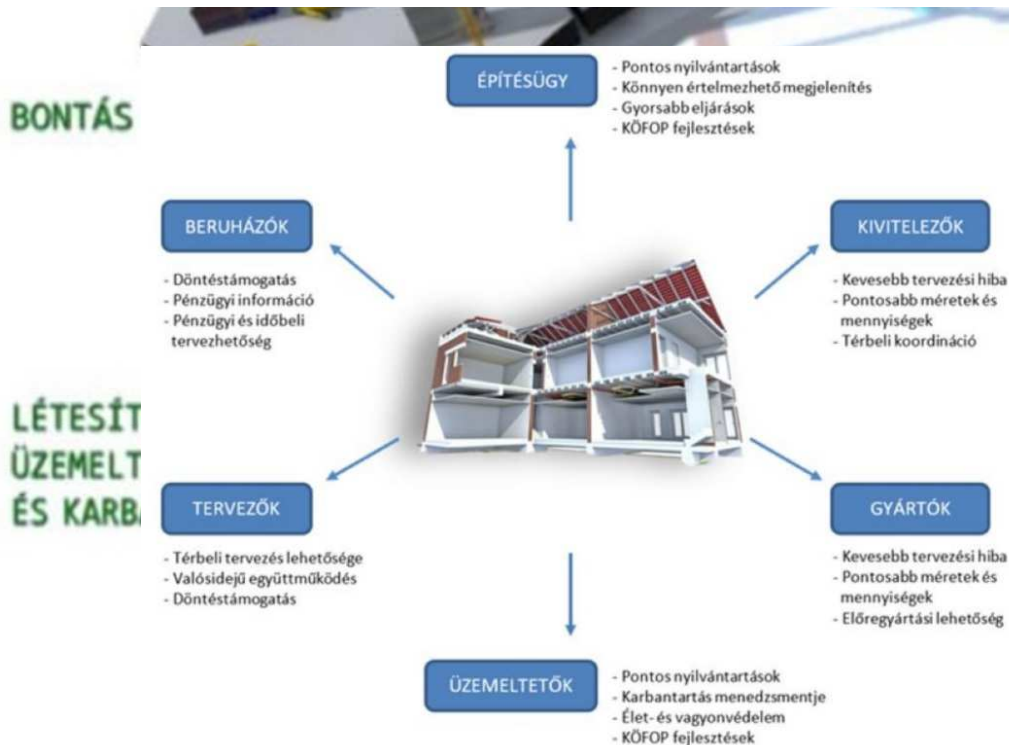 ÉPÍTÉSÜGY
- Pontos nyilvántartások
- Könnyen értelmezhető megjelenítés
- Gyorsabb eljárások
- KÖFOP fejlesztések
BONTÁS
BERUHÁZÓK
- Döntéstámogatás
- Pénzügyi információ
- Pénzügyi és időbeli
tervezhetőség
KIVITELEZŐK
- Kevesebb tervezési hiba
- Pontosabb méretek és
mennyiségek
- Térbeli koordináció
LÉTESÍT
ÜZEMELT
ÉS KARB
TERVEZŐK
- Térbeli tervezés lehetősége
- Valósidejű együttműködés
- Döntéstámogatás
GYÁRTÓK
- Kevesebb tervezési hiba
- Pontosabb méretek és
mennyiségek
- Előregyártási lehetőség
ÜZEMELTETŐK
- Pontos nyilvántartások
- Karbantartás menedzsmentje
- Élet- és vagyonvédelem
- KÖFOP fejlesztések